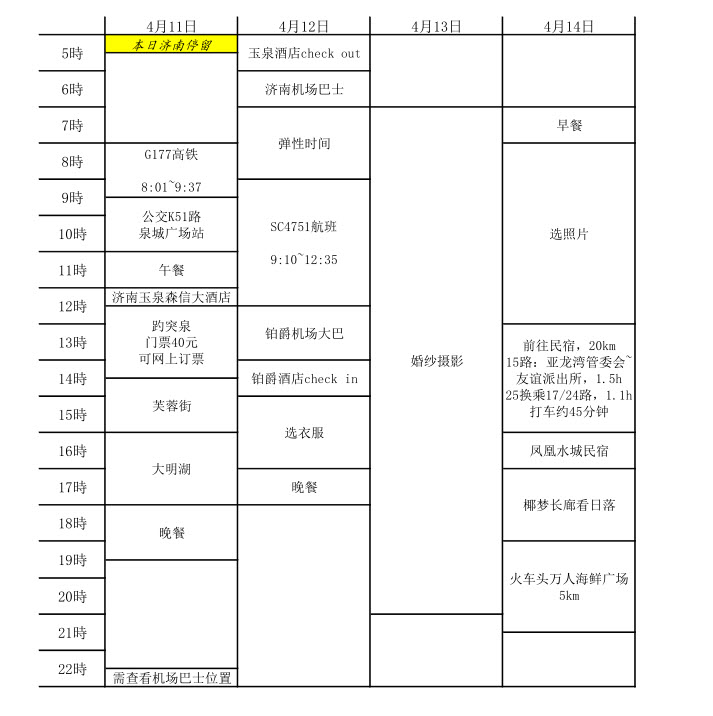 4月11日 4月12日 4月13日 4月14日
5時
6時
7時
8時
9時
10時
11時
12時
13時
14時
15時
16時
17時
18時
19時
20時
21時
22時
本日济南停留
G177高铁
8:01~9:37
公交K51路
泉城广场站
午餐
济南玉泉森信大酒店
趵突泉
门票40元
可网上订票
芙蓉街
大明湖
晚餐
需查看机场巴士位置
玉泉酒店check out
济南机场巴士
弹性时间
SC4751航班
9:10~12:35
铂爵机场大巴
铂爵酒店check in
选衣服
晚餐
婚纱摄影
早餐
选照片
前往民宿，20km
15路：亚龙湾管委会~
友谊派出所，1.5h
25换乘17/24路，1.1h
打车约45分钟
凤凰水城民宿
椰梦长廊看日落
火车头万人海鲜广场
5km